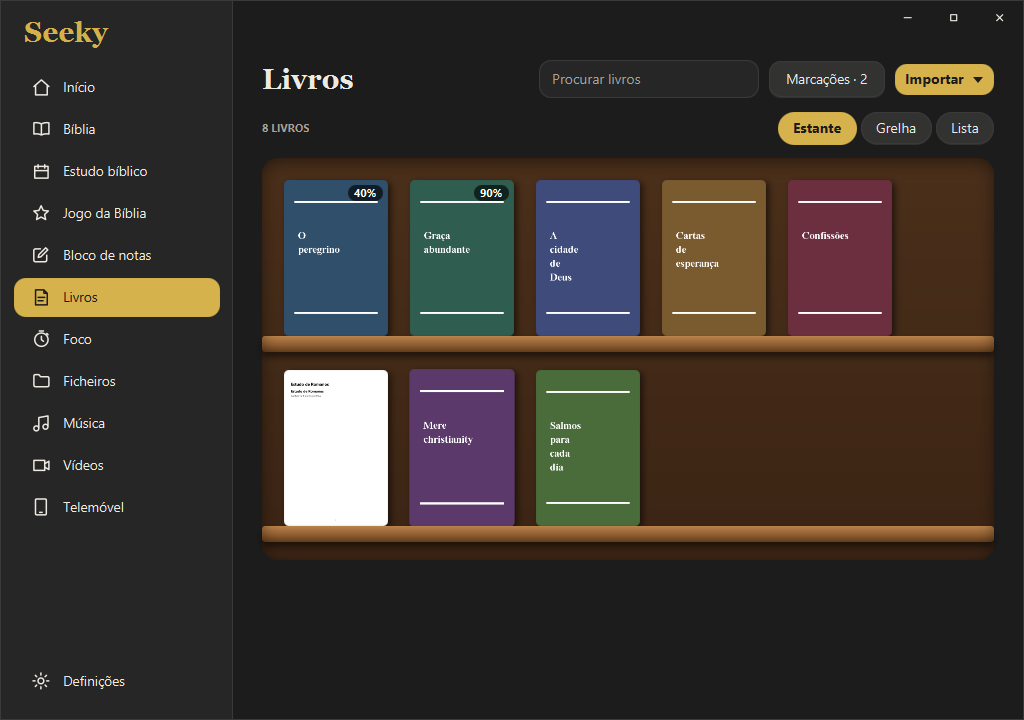 Seeky
Início
Bíblia
Estudo bíblico
Jogo da Bíblia
Bloco de notas
Livros
Foco
Ficheiros
Música
Vídeos
Telemóvel
Definições
Livros
Procurar livros
Marcações · 2
Importar
8 LIVROS
Estante
Grelha
Lista
40%
O
peregrino
90%
Graça
abundante
A
cidade
de
Deus
Cartas
de
esperança
Confissões
Estudo de Romanos
Estudo de Romanos
Mere
christianity
Salmos
para
cada
dia